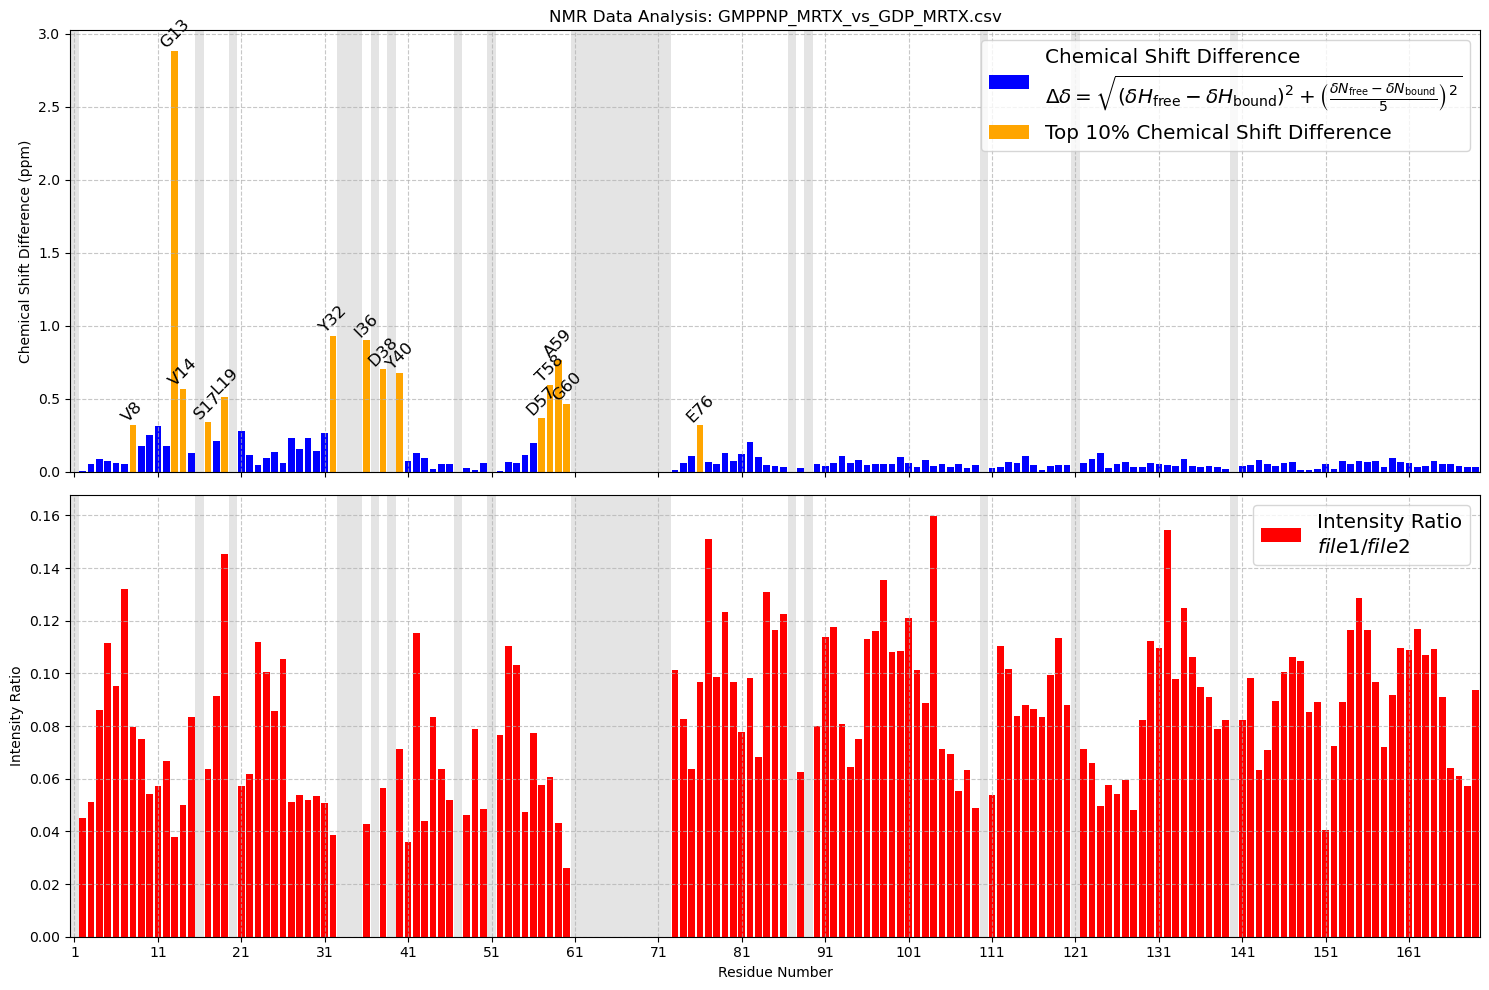 NMR Data Analysis: GMPPNP_MRTX_vs_GDP_MRTX.csv
Chemical Shift Difference (ppm)
3.0
2.5
2.0
1.5
1.0
0.5
0.0
V8
G13
V14
S17
L19
Y32
I36
D38
Y40
D57
T58
A59
G60
E76
Chemical Shift Difference
Δδ = √(δH_free − δH_bound)² + (δN_free − δN_bound / 5)²
Top 10% Chemical Shift Difference
Intensity Ratio
0.16
0.14
0.12
0.10
0.08
0.06
0.04
0.02
0.00
Intensity Ratio
file1/file2
1 11 21 31 41 51 61 71 81 91 101 111 121 131 141 151 161
Residue Number